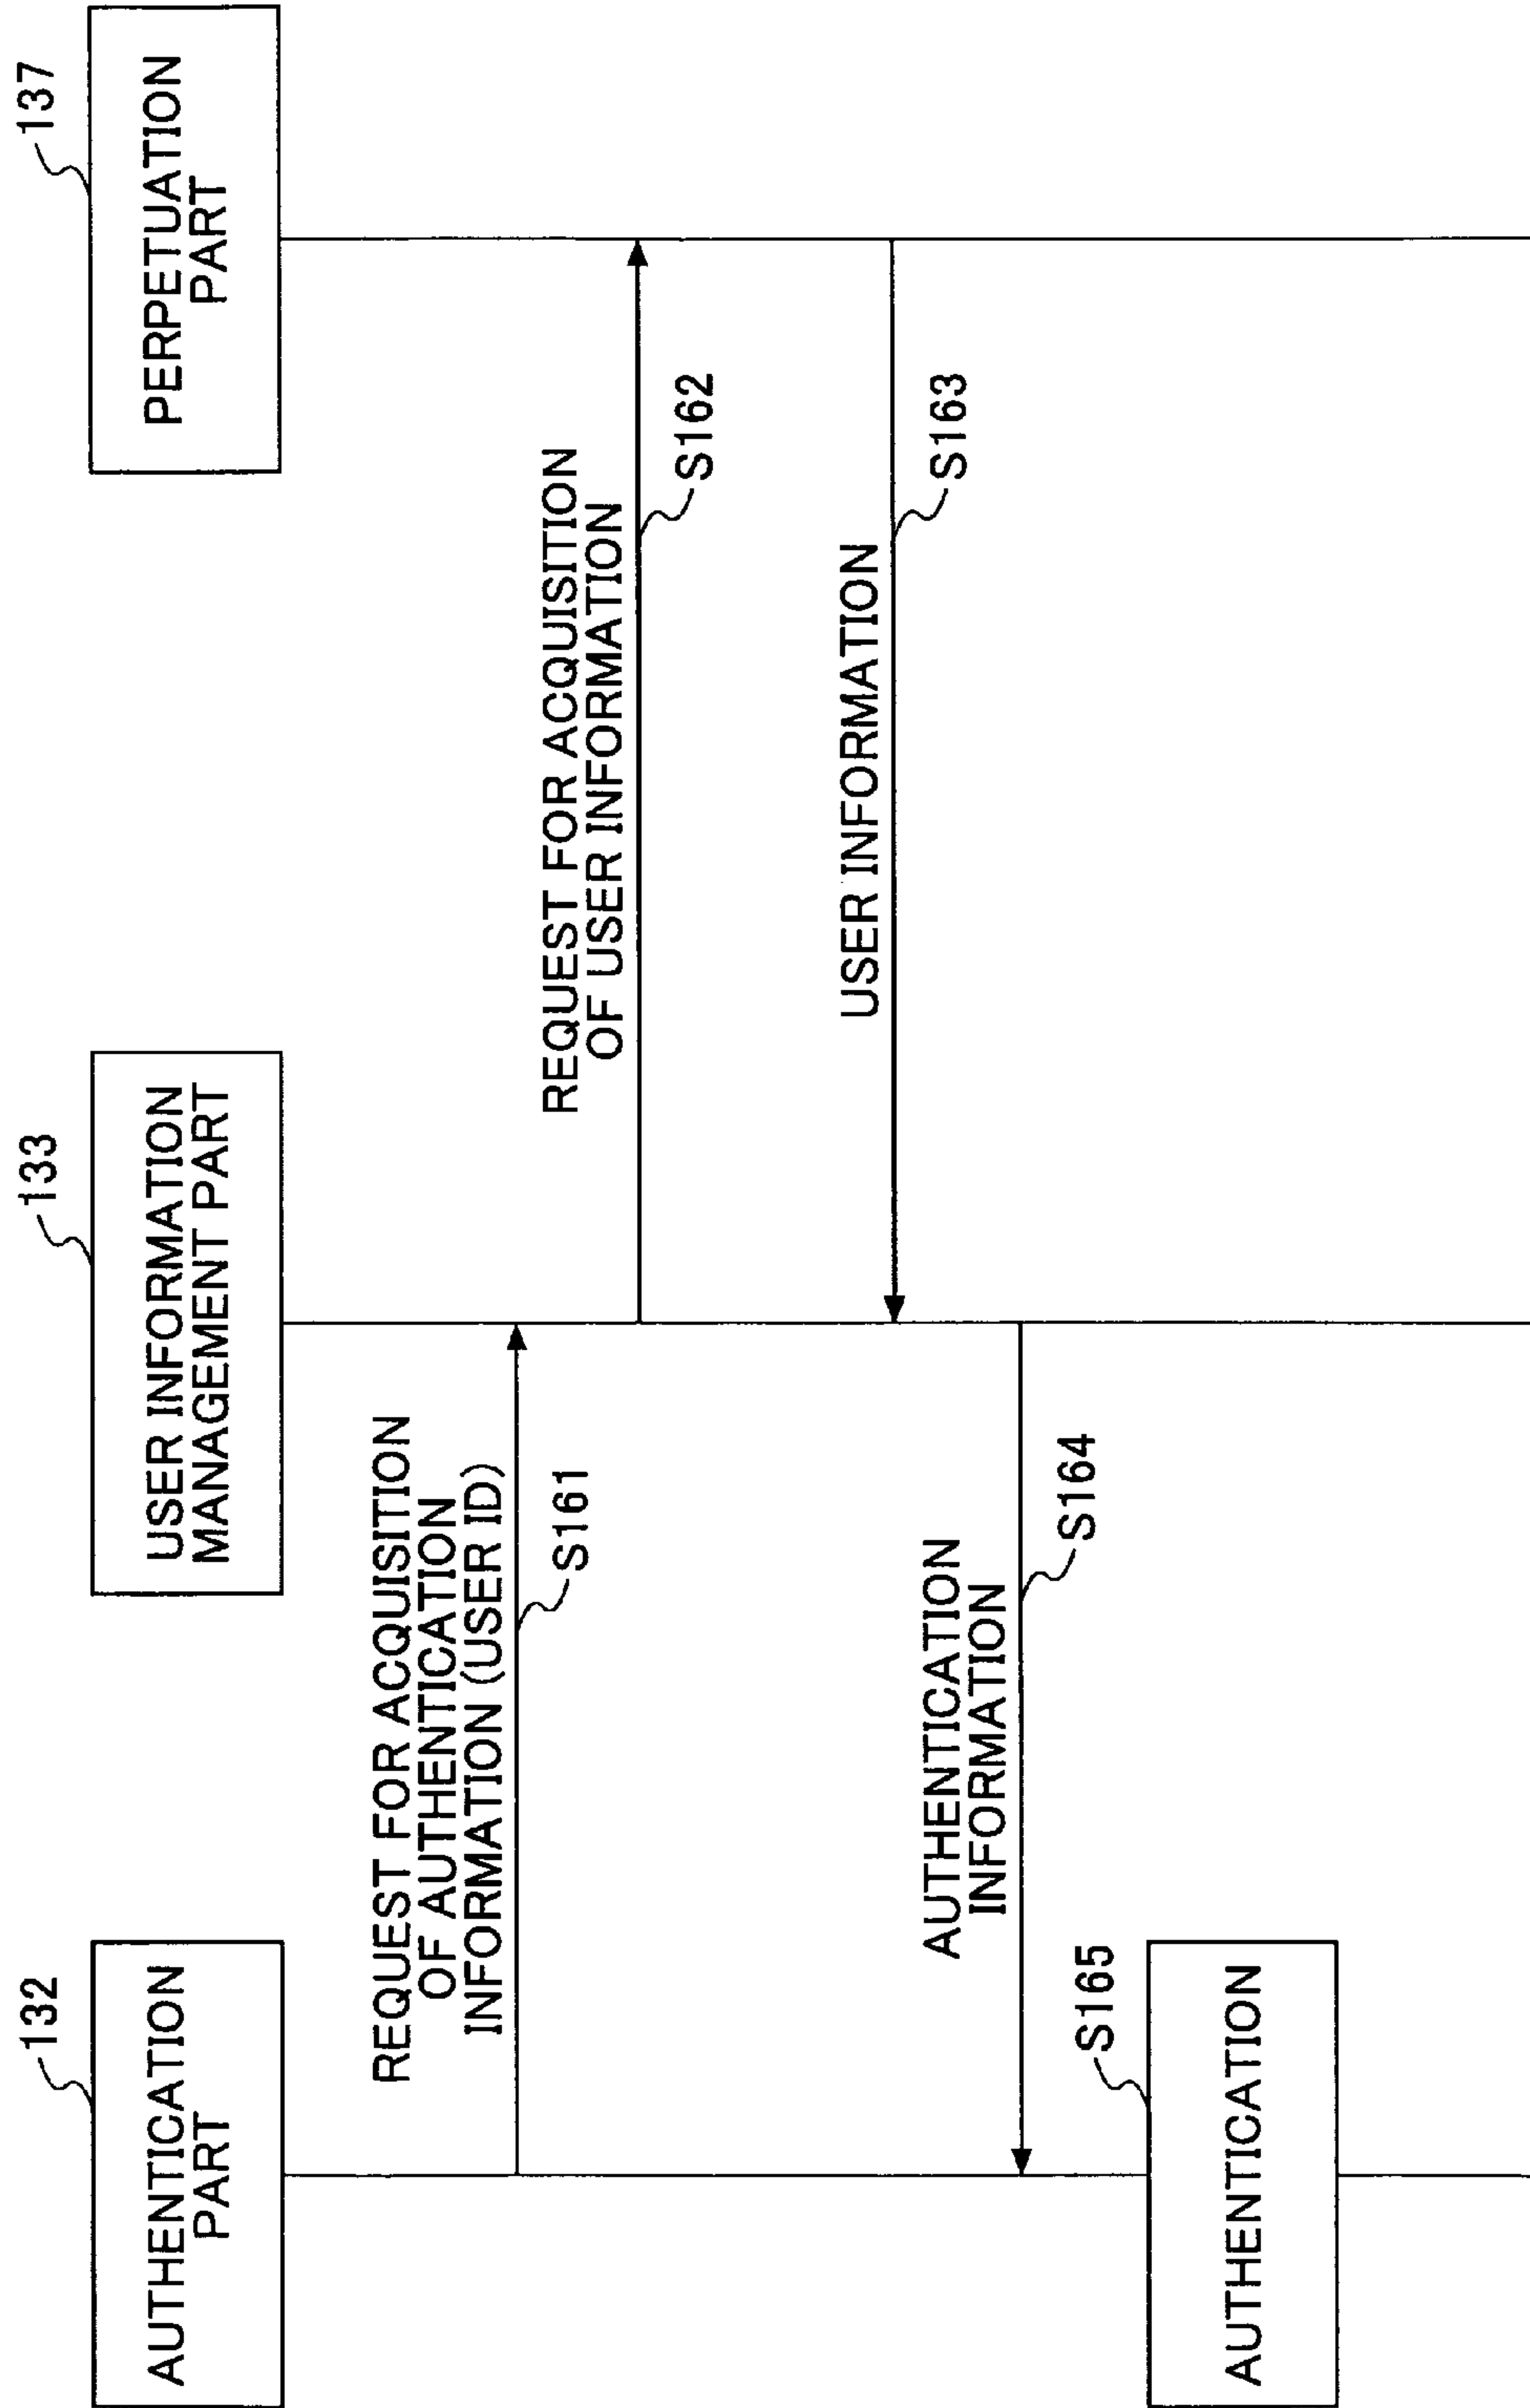 132
AUTHENTICATION
PART
133
USER INFORMATION
MANAGEMENT PART
137
PERPETUATION
PART
REQUEST FOR ACQUISITION
OF AUTHENTICATION
INFORMATION (USER ID)
S161
REQUEST FOR ACQUISITION
OF USER INFORMATION
S162
USER INFORMATION
S163
AUTHENTICATION
INFORMATION
S164
S165
AUTHENTICATION